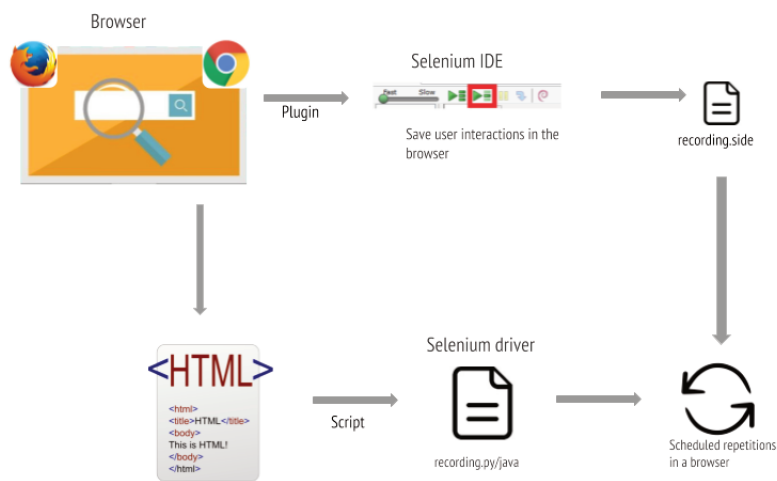 Browser
Selenium IDE
Fast Slow
Plugin
Save user interactions in the
browser
recording.side
<HTML>
<html>
<title>HTML</title>
<body>
This is HTML!
</body>
</html>
Script
Selenium driver
recording.py/java
Scheduled repetitions
in a browser